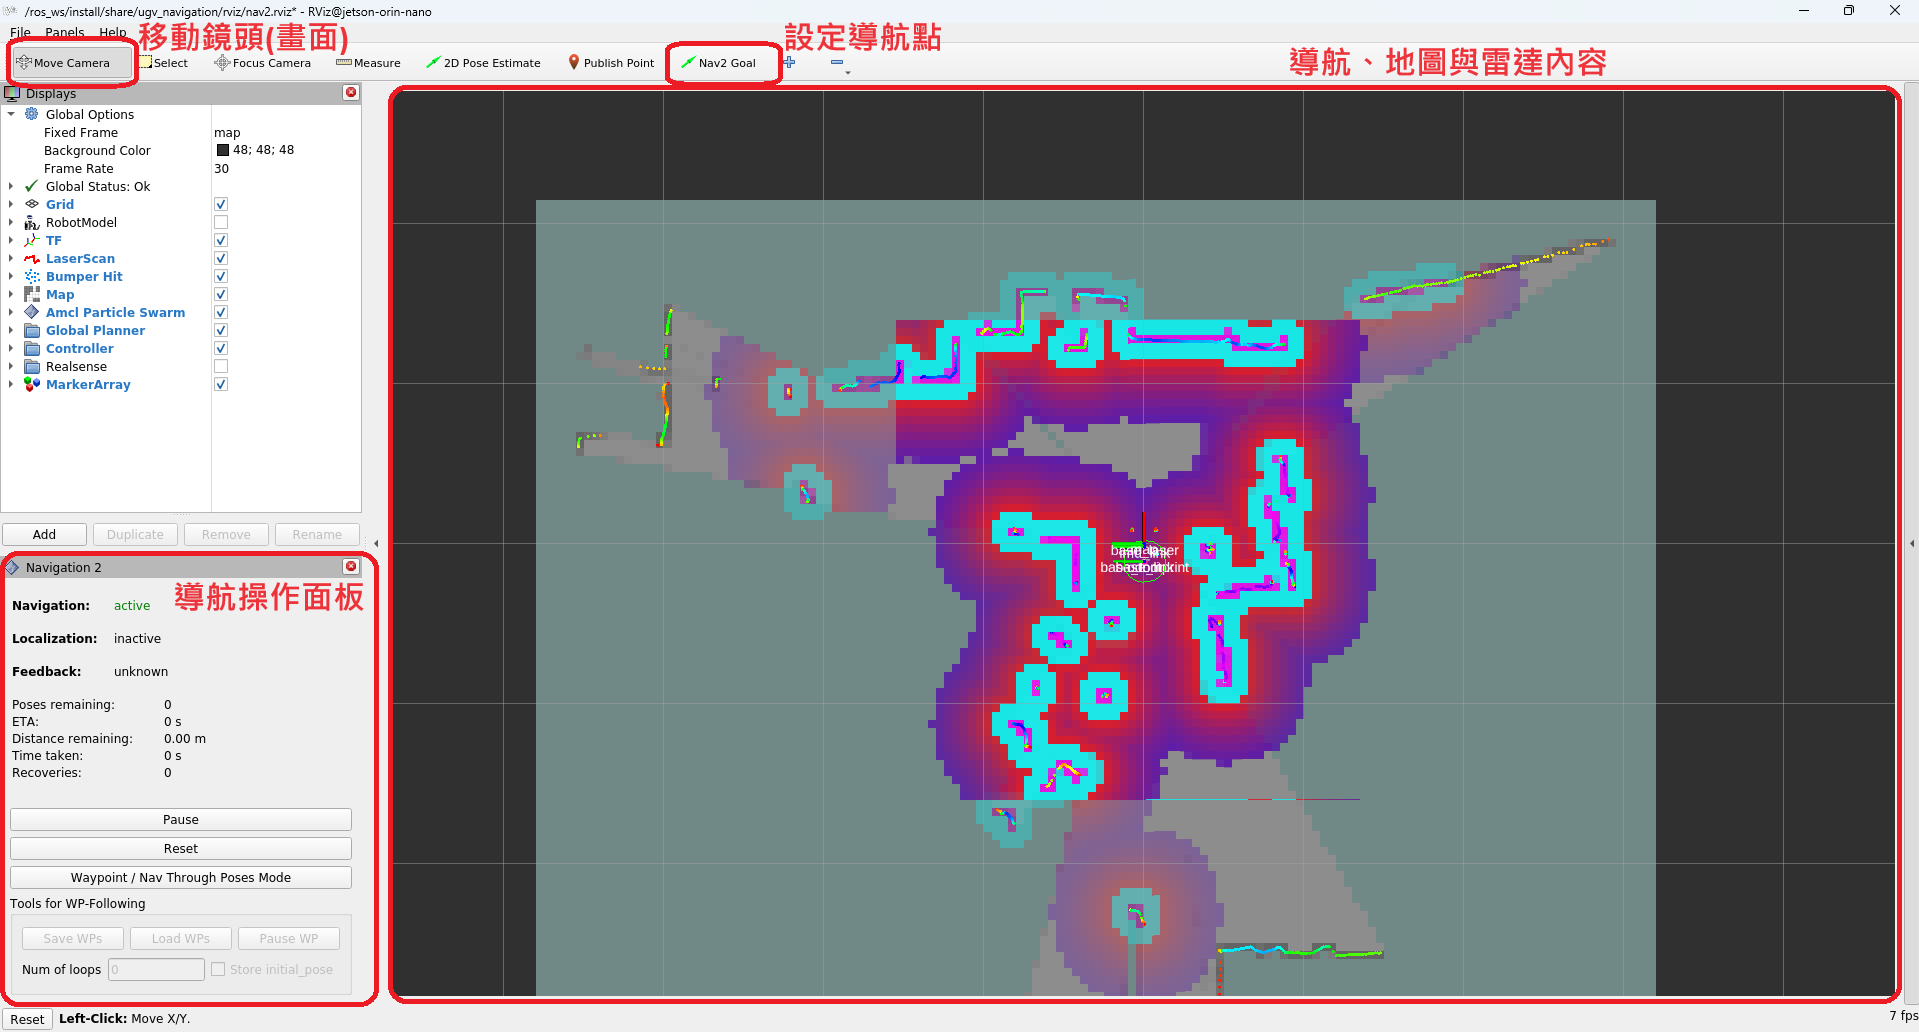 /ros_ws/install/share/ugv_navigation/rviz/nav2.rviz* - RViz@jetson-orin-nano
File Panels Help
移動鏡頭(畫面)
設定導航點
導航、地圖與雷達內容
Move Camera Select Focus Camera Measure 2D Pose Estimate Publish Point Nav2 Goal
Displays
Global Options
Fixed Frame map
Background Color 48; 48; 48
Frame Rate 30
Global Status: Ok
Grid
RobotModel
TF
LaserScan
Bumper Hit
Map
Amcl Particle Swarm
Global Planner
Controller
Realsense
MarkerArray
Add Duplicate Remove Rename
Navigation 2
導航操作面板
Navigation: active
Localization: inactive
Feedback: unknown
Poses remaining: 0
ETA: 0 s
Distance remaining: 0.00 m
Time taken: 0 s
Recoveries: 0
Pause
Reset
Waypoint / Nav Through Poses Mode
Tools for WP-Following
Save WPs Load WPs Pause WP
Num of loops 0 Store initial_pose
Reset Left-Click: Move X/Y.
7 fps